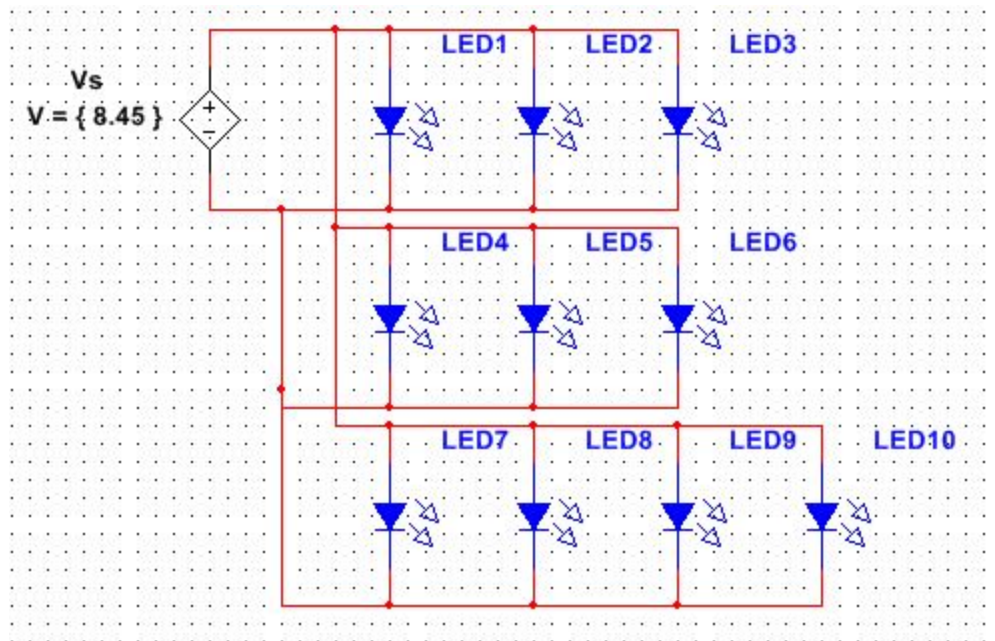 LED1 LED2 LED3
Vs
V = { 8.45 }
+
−
LED4 LED5 LED6
LED7 LED8 LED9 LED10